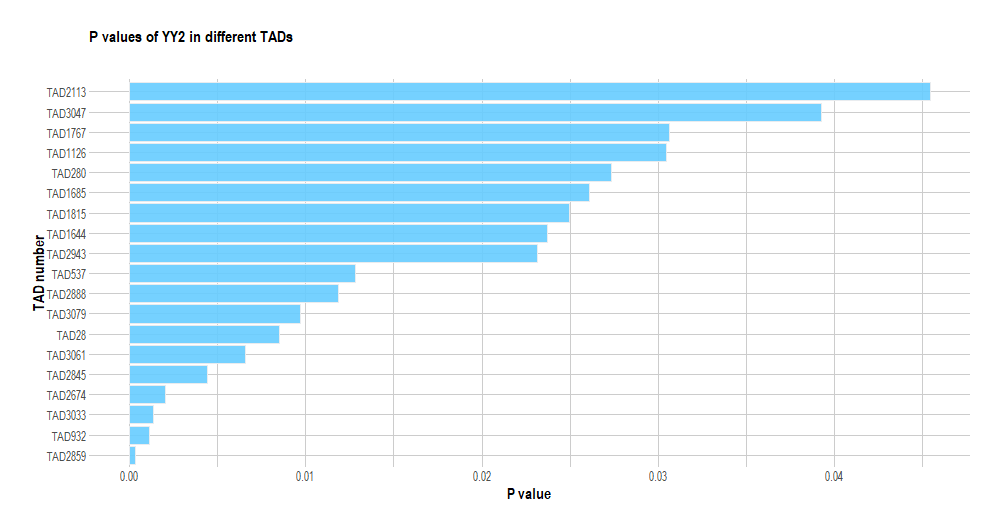 P values of YY2 in different TADs
TAD number
TAD2113
TAD3047
TAD1767
TAD1126
TAD280
TAD1685
TAD1815
TAD1644
TAD2943
TAD537
TAD2888
TAD3079
TAD28
TAD3061
TAD2845
TAD2674
TAD3033
TAD932
TAD2859
0.00 0.01 0.02 0.03 0.04
P value